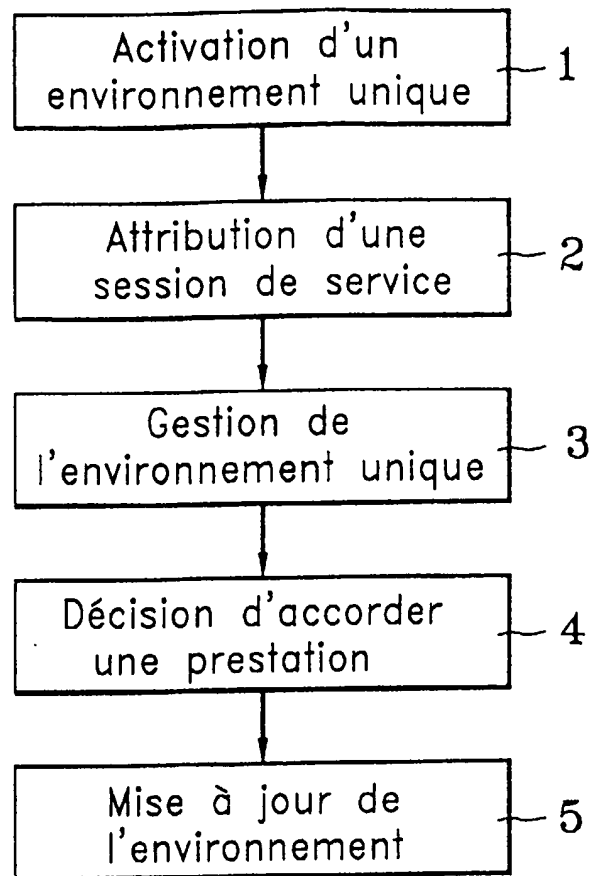 Activation d'un
environnement unique
1
Attribution d'une
session de service
2
Gestion de
l'environnement unique
3
Décision d'accorder
une prestation
4
Mise à jour de
l'environnement
5